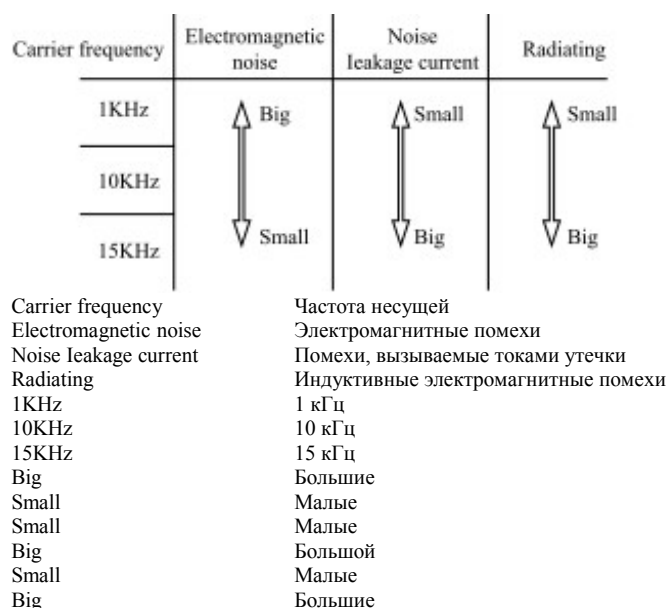 Carrier frequency Electromagnetic noise Noise Ieakage current Radiating
1KHz Big Small Small
10KHz
15KHz Small Big Big
Carrier frequency Частота несущей
Electromagnetic noise Электромагнитные помехи
Noise Ieakage current Помехи, вызываемые токами утечки
Radiating Индуктивные электромагнитные помехи
1KHz 1 кГц
10KHz 10 кГц
15KHz 15 кГц
Big Большие
Small Малые
Small Малые
Big Большой
Small Малые
Big Большие